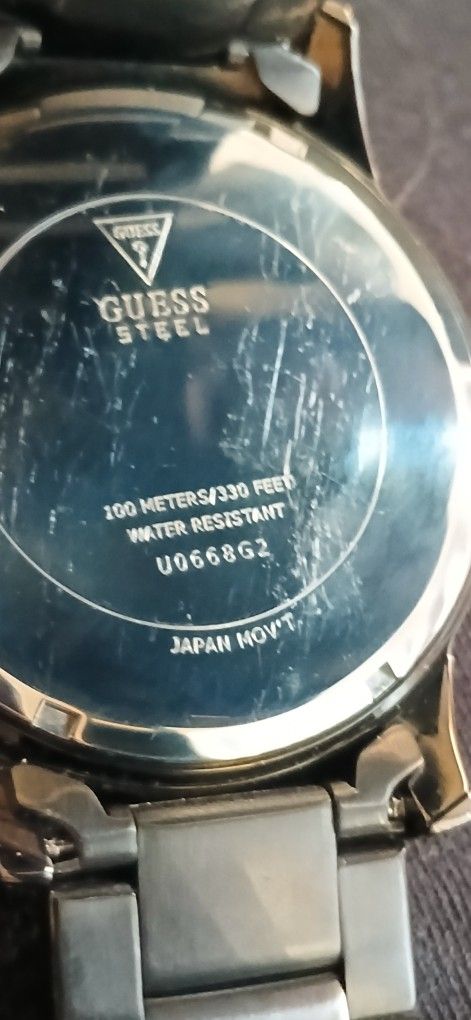 GUESS
?
GUESS
STEEL
100 METERS/330 FEET
WATER RESISTANT
U0668G2
JAPAN MOV'T